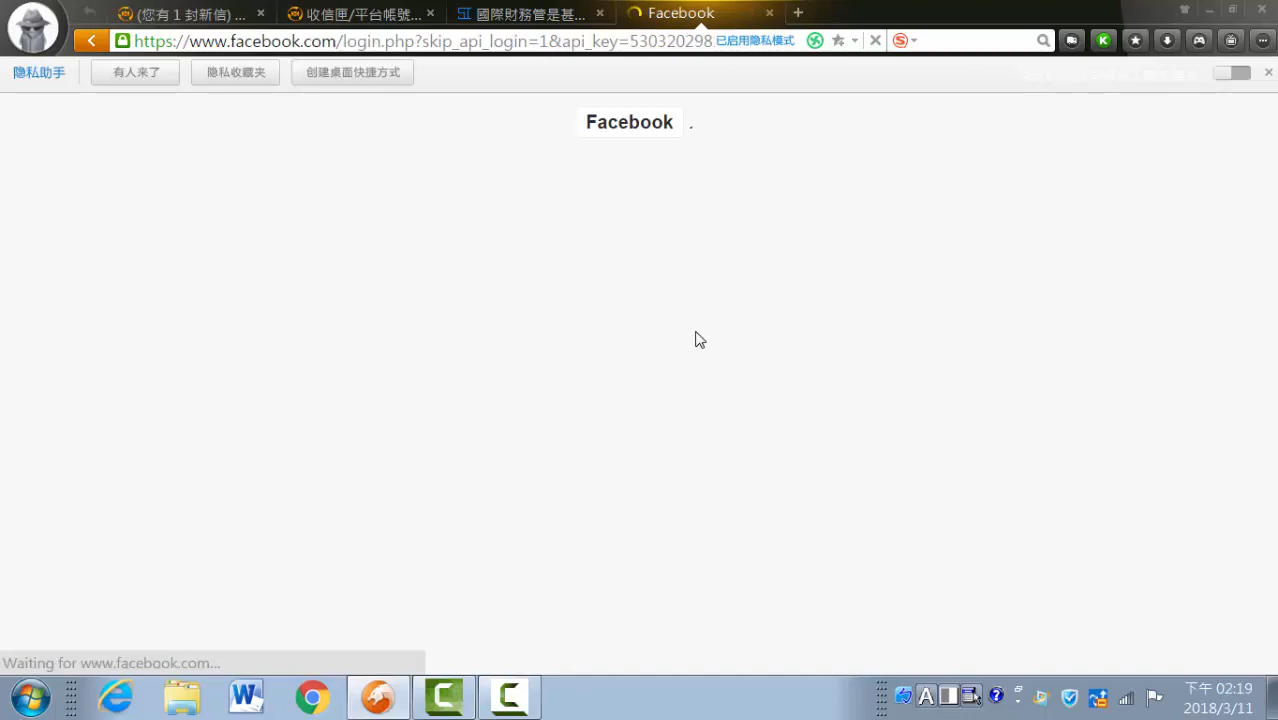 (您有 1 封新信) ...
收信匣/平台帳號...
國際財務管是甚...
Facebook
https://www.facebook.com/login.php?skip_api_login=1&api_key=530320298
已启用隐私模式
隐私助手
有人来了
隐私收藏夹
创建桌面快捷方式
Facebook .
Waiting for www.facebook.com...
下午 02:19
2018/3/11